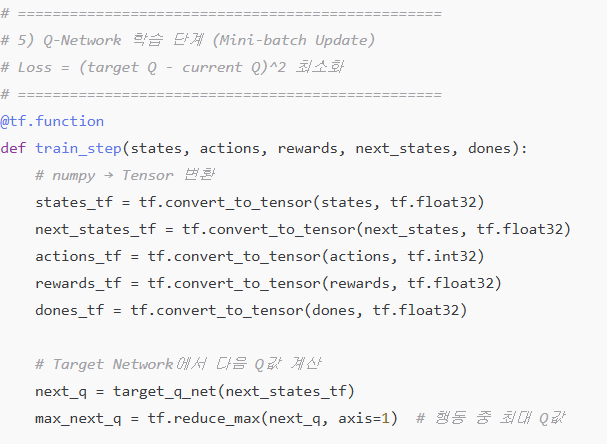 # =================================================
# 5) Q-Network 학습 단계 (Mini-batch Update)
# Loss = (target Q - current Q)^2 최소화
# =================================================
@tf.function
def train_step(states, actions, rewards, next_states, dones):
    # numpy → Tensor 변환
    states_tf = tf.convert_to_tensor(states, tf.float32)
    next_states_tf = tf.convert_to_tensor(next_states, tf.float32)
    actions_tf = tf.convert_to_tensor(actions, tf.int32)
    rewards_tf = tf.convert_to_tensor(rewards, tf.float32)
    dones_tf = tf.convert_to_tensor(dones, tf.float32)

    # Target Network에서 다음 Q값 계산
    next_q = target_q_net(next_states_tf)
    max_next_q = tf.reduce_max(next_q, axis=1)  # 행동 중 최대 Q값